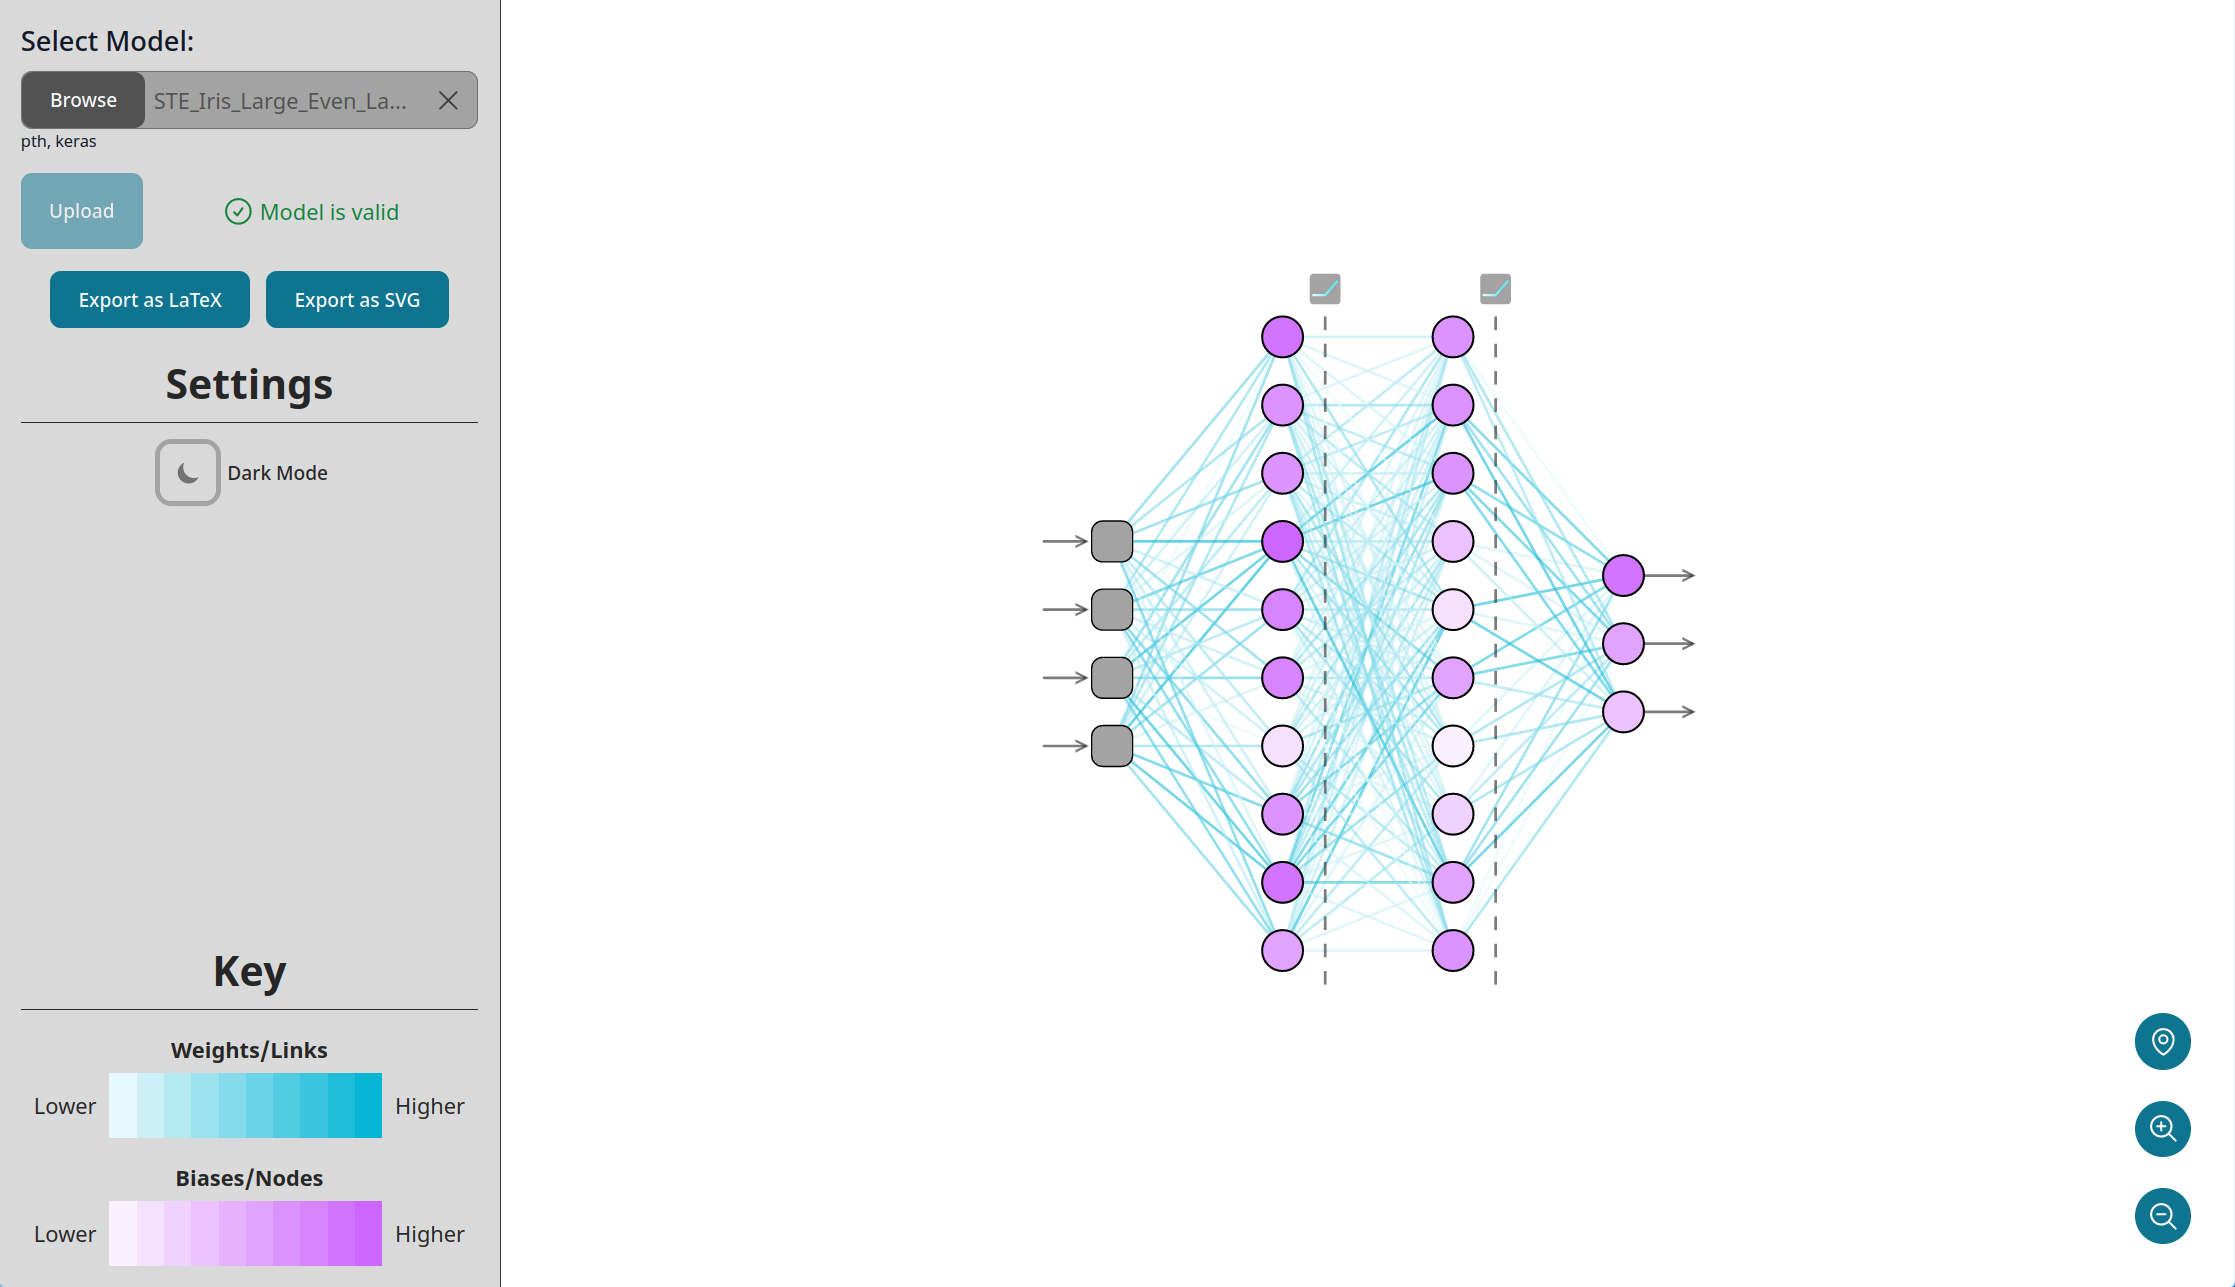 Select Model:
Browse STE_Iris_Large_Even_La...
pth, keras
Upload Model is valid
Export as LaTeX Export as SVG
Settings
Dark Mode
Key
Weights/Links
Lower Higher
Biases/Nodes
Lower Higher